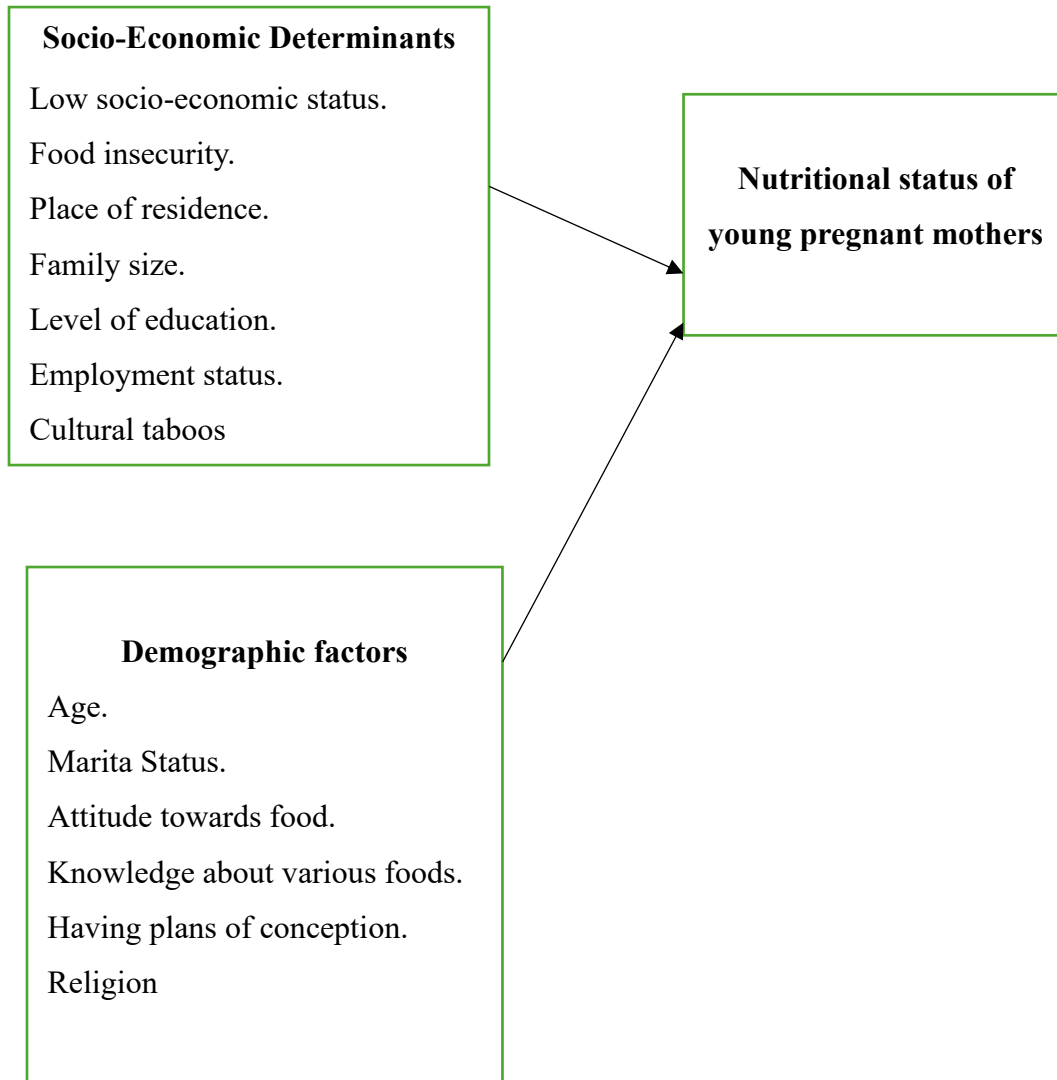 Socio-Economic Determinants
Low socio-economic status.
Food insecurity.
Place of residence.
Family size.
Level of education.
Employment status.
Cultural taboos
Nutritional status of
young pregnant mothers
Demographic factors
Age.
Marita Status.
Attitude towards food.
Knowledge about various foods.
Having plans of conception.
Religion